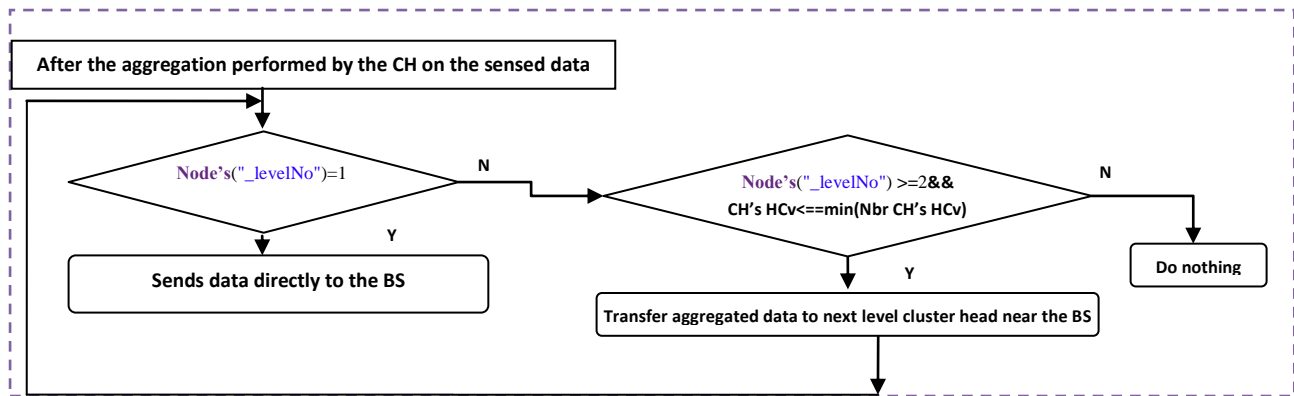 After the aggregation performed by the CH on the sensed data
Node's("_levelNo")=1
N
Y
Sends data directly to the BS
Node's("_levelNo") >=2&&
CH's HCv<==min(Nbr CH's HCv)
N
Do nothing
Y
Transfer aggregated data to next level cluster head near the BS